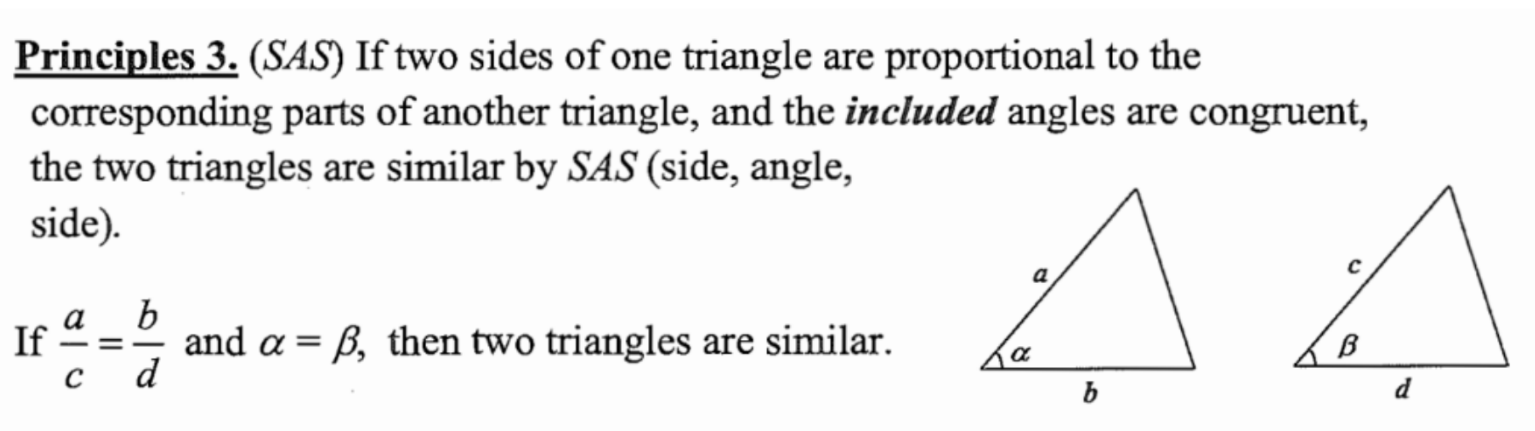 Principles 3. (SAS) If two sides of one triangle are proportional to the
corresponding parts of another triangle, and the included angles are congruent,
the two triangles are similar by SAS (side, angle,
side).
If a/c = b/d and α = β, then two triangles are similar.
a
α
b
c
β
d